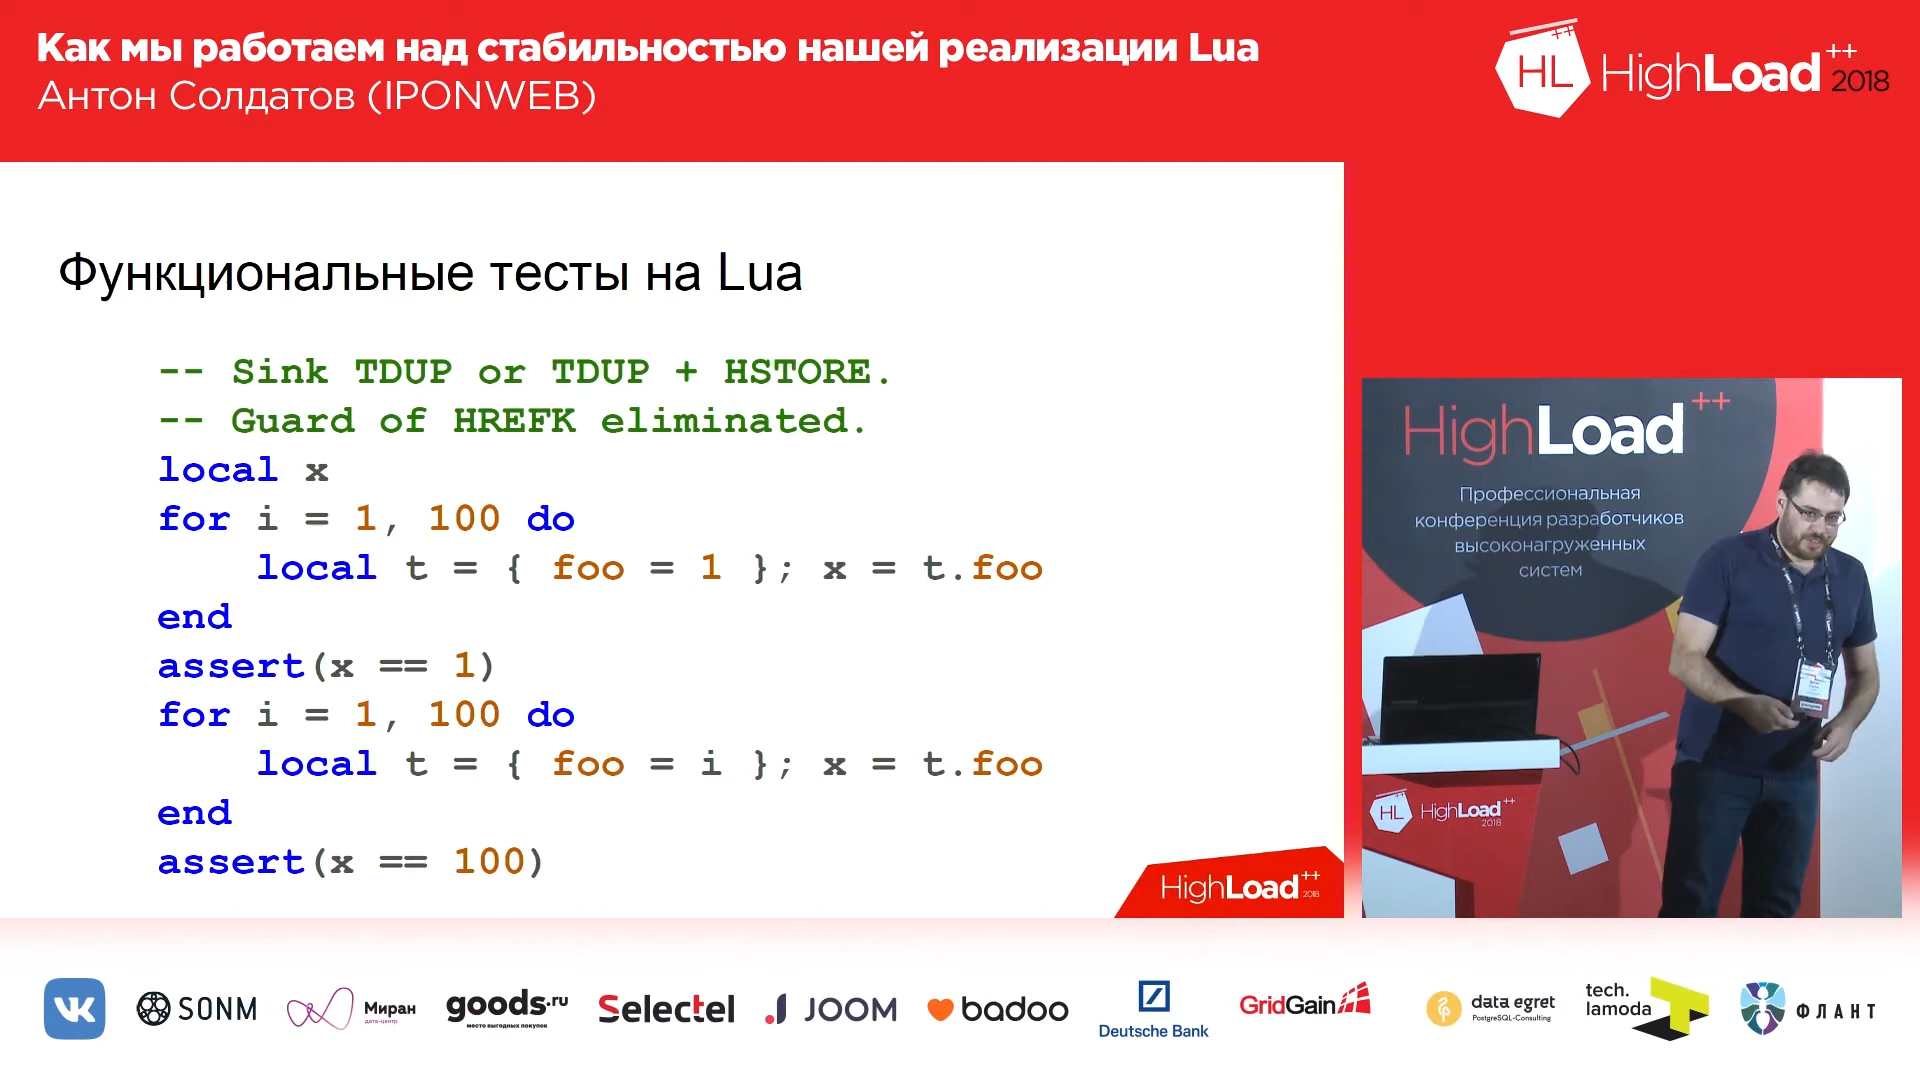 Как мы работаем над стабильностью нашей реализации Lua
Антон Солдатов (IPONWEB)
HL
HighLoad++ 2018
Функциональные тесты на Lua
-- Sink TDUP or TDUP + HSTORE.
-- Guard of HREFK eliminated.
local x
for i = 1, 100 do
local t = { foo = 1 }; x = t.foo
end
assert(x == 1)
for i = 1, 100 do
local t = { foo = i }; x = t.foo
end
assert(x == 100)
HighLoad++ 2018
HighLoad++
Профессиональная
конференция разработчиков
высоконагруженных
систем
HL HighLoad++ 2018
VK
SONM
Миран
дата-центр
goods.ru
место выгодных покупок
Selectel
JOOM
badoo
Deutsche Bank
GridGain
data egret
PostgreSQL-Consulting
tech.
lamoda
ФЛАНТ